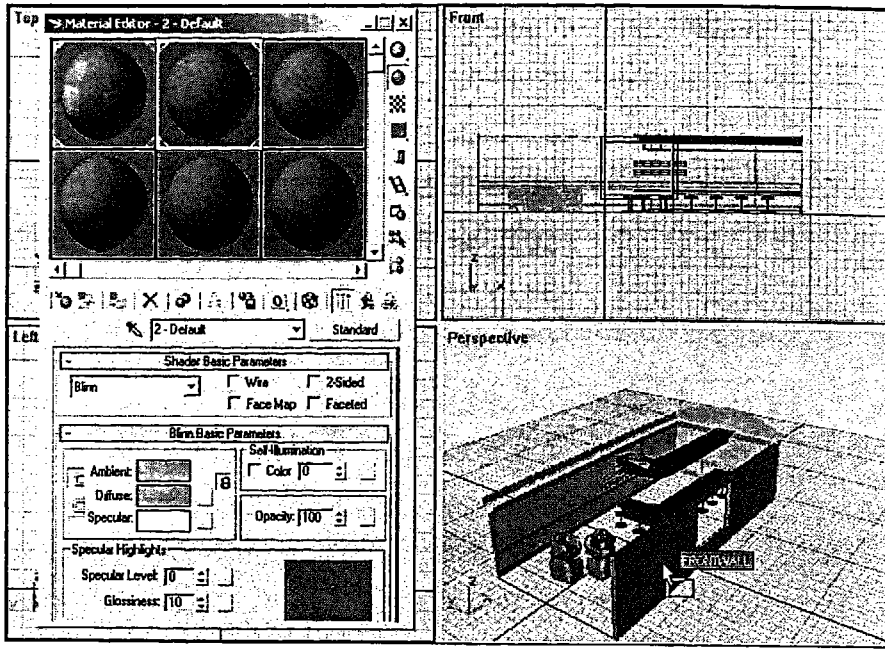 Top
Material Editor - 2 - Default
Front
2 - Default
Standard
Left
Perspective
- Shader Basic Parameters
Blinn
Wire
2-Sided
Face Map
Faceted
- Blinn Basic Parameters
Self-Illumination
Ambient:
Color 0
Diffuse:
Specular:
Opacity: 100
Specular Highlights
Specular Level: 0
Glossiness: 10
FRONTWALL
z
z